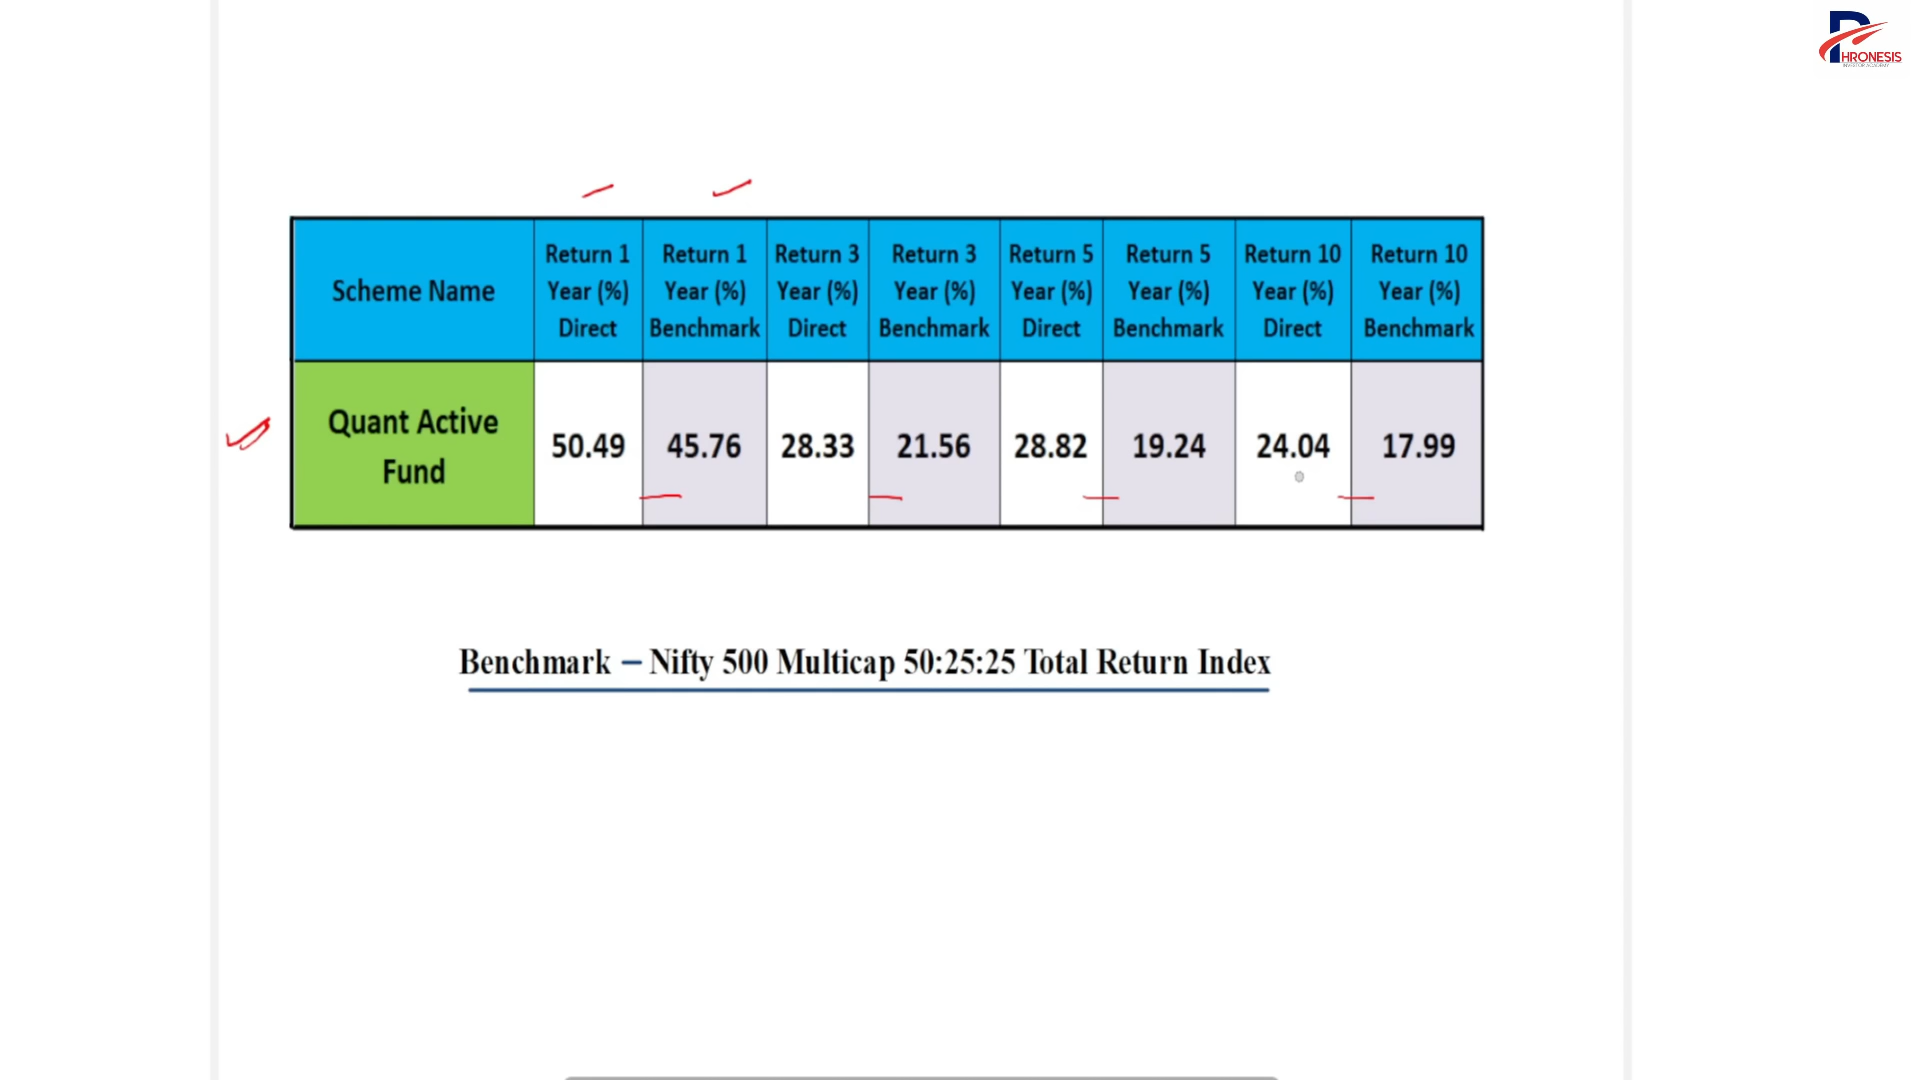 HRONESIS
INVESTOR ACADEMY
Scheme Name
Return 1
Year (%)
Direct
Return 1
Year (%)
Benchmark
Return 3
Year (%)
Direct
Return 3
Year (%)
Benchmark
Return 5
Year (%)
Direct
Return 5
Year (%)
Benchmark
Return 10
Year (%)
Direct
Return 10
Year (%)
Benchmark
Quant Active
Fund
50.49
45.76
28.33
21.56
28.82
19.24
24.04
17.99
Benchmark – Nifty 500 Multicap 50:25:25 Total Return Index